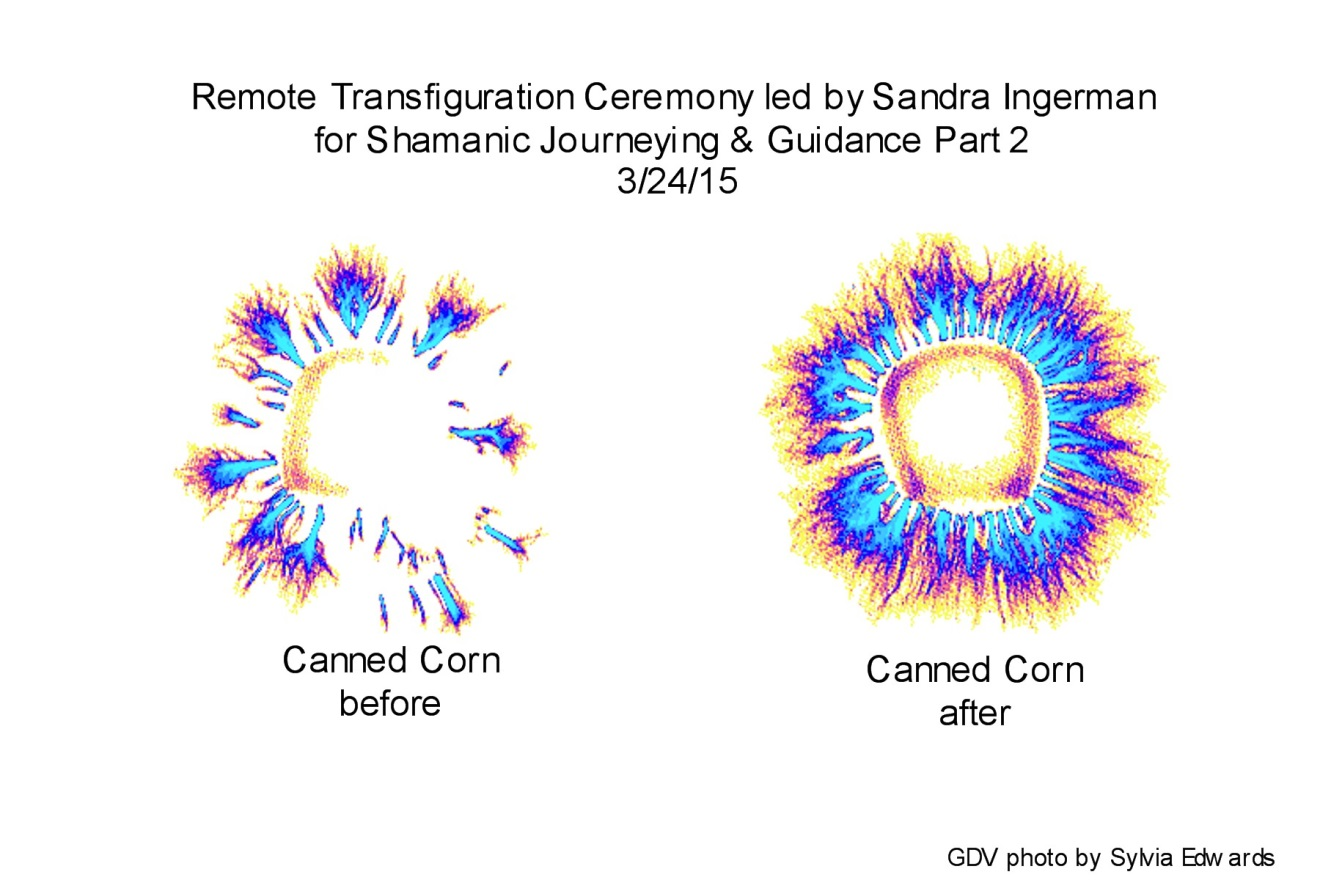 Remote Transfiguration Ceremony led by Sandra Ingerman
for Shamanic Journeying & Guidance Part 2
3/24/15
Canned Corn
before
Canned Corn
after
GDV photo by Sylvia Edwards